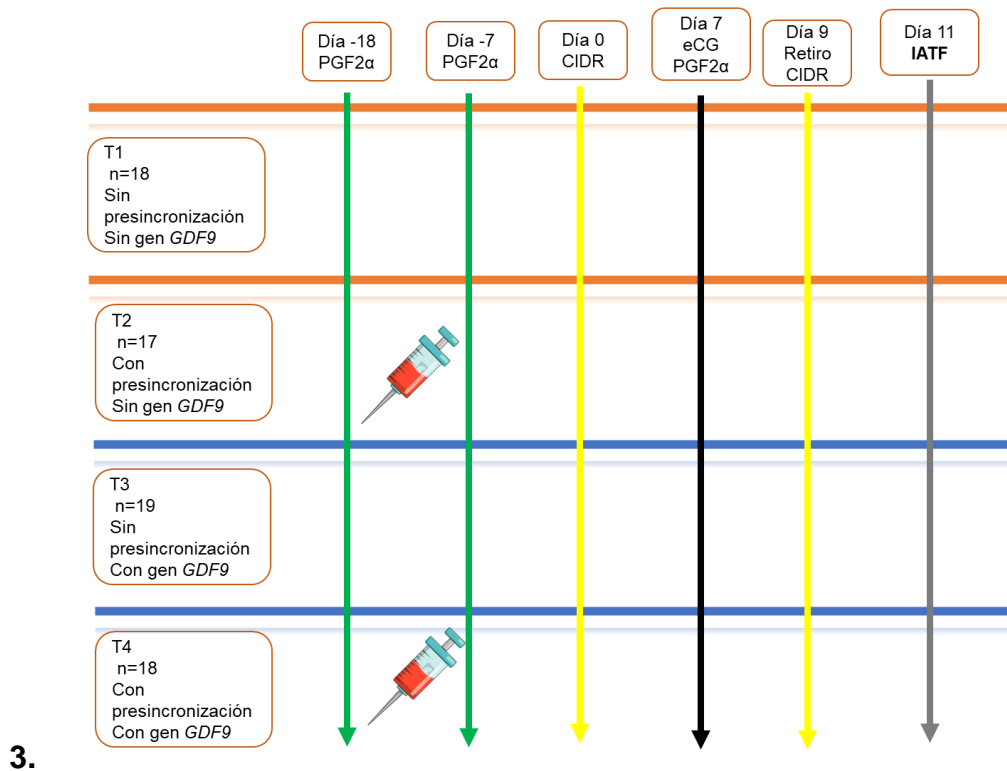 Día -18
PGF2α
Día -7
PGF2α
Día 0
CIDR
Día 7
eCG
PGF2α
Día 9
Retiro
CIDR
Día 11
IATF
T1
n=18
Sin
presincronización
Sin gen GDF9
T2
n=17
Con
presincronización
Sin gen GDF9
T3
n=19
Sin
presincronización
Con gen GDF9
T4
n=18
Con
presincronización
Con gen GDF9
3.